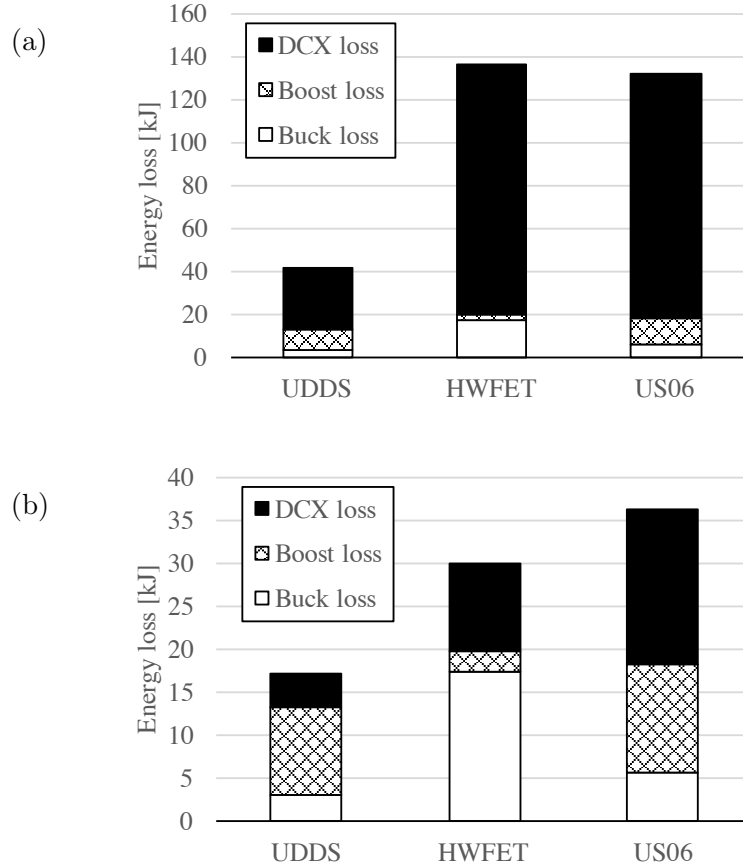 (a)
Energy loss [kJ]
160
140
120
100
80
60
40
20
0
DCX loss
Boost loss
Buck loss
UDDS HWFET US06
(b)
Energy loss [kJ]
40
35
30
25
20
15
10
5
0
DCX loss
Boost loss
Buck loss
UDDS HWFET US06